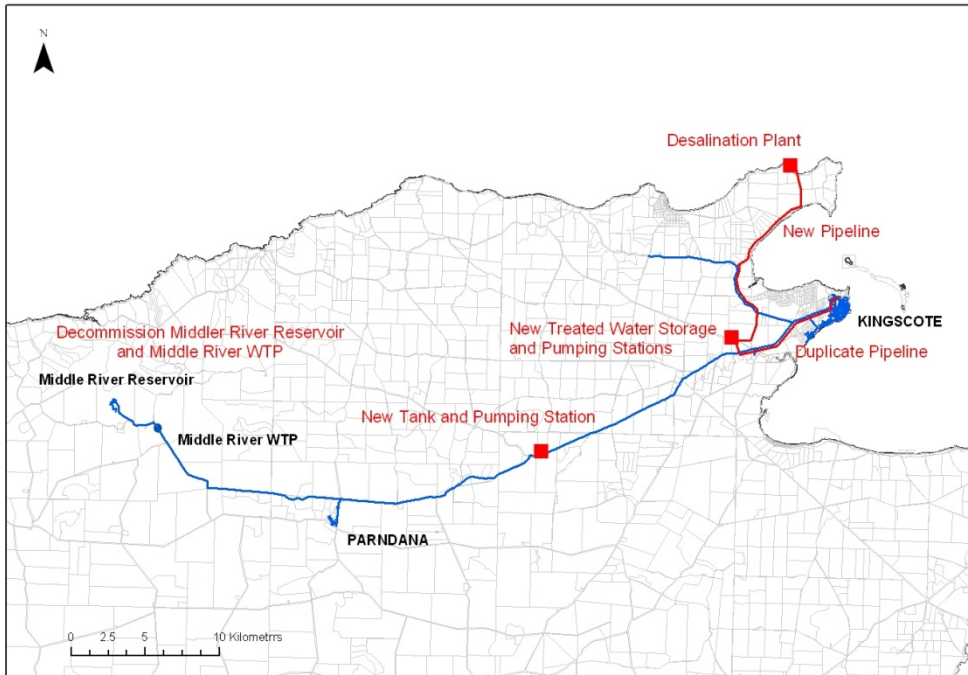 N
Desalination Plant
New Pipeline
Decommission Middler River Reservoir
and Middle River WTP
New Treated Water Storage
and Pumping Stations
KINGSCOTE
Duplicate Pipeline
Middle River Reservoir
New Tank and Pumping Station
Middle River WTP
PARNDANA
0 2.5 5 10 Kilometrrs